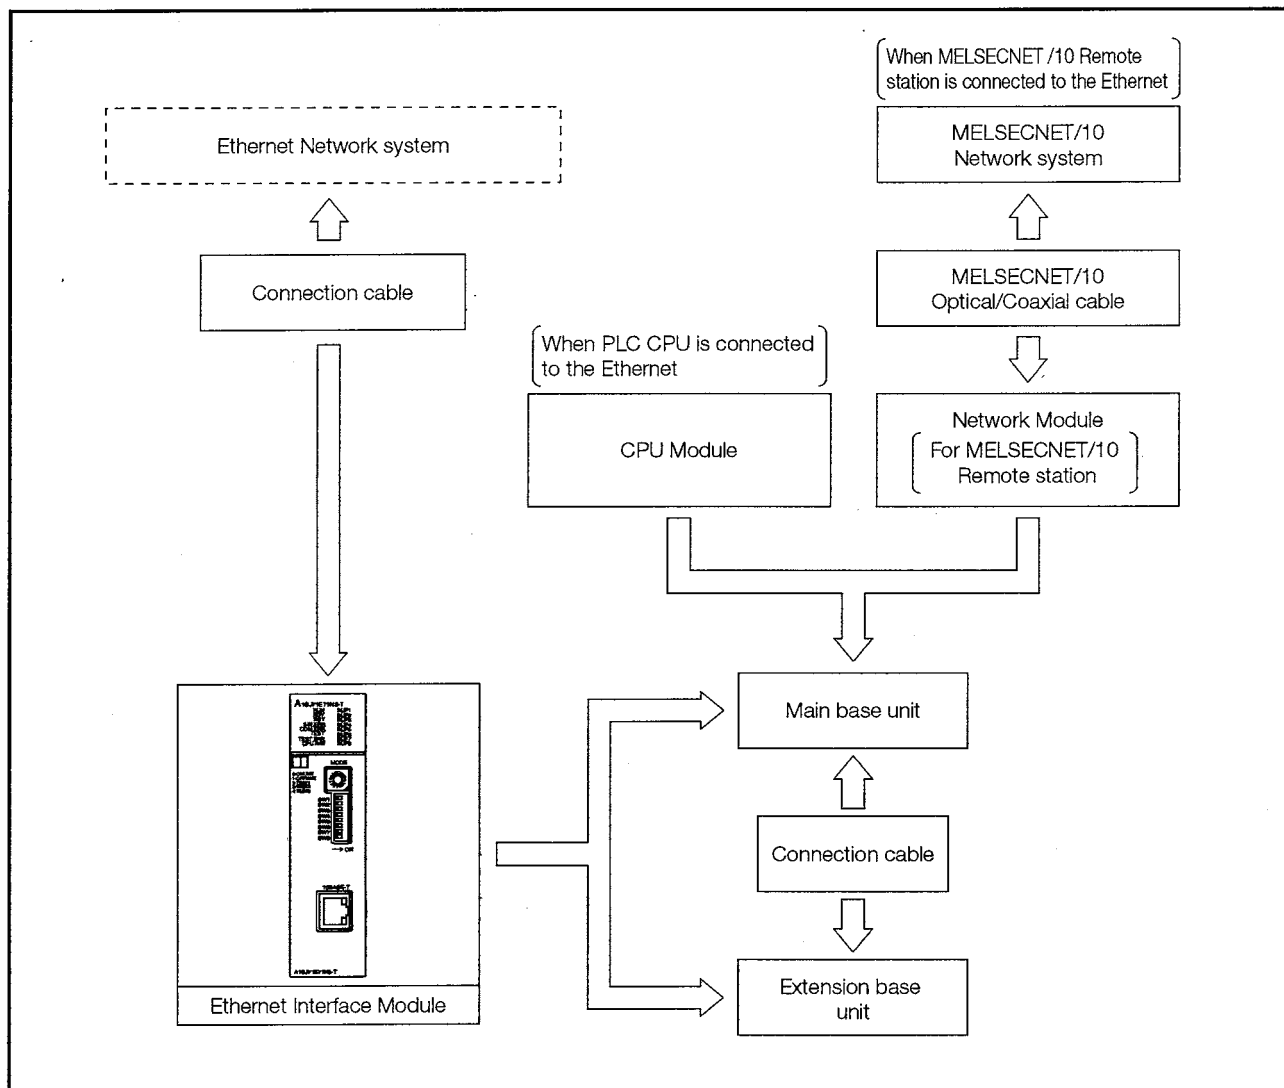 When MELSECNET /10 Remote
station is connected to the Ethernet
Ethernet Network system
MELSECNET/10
Network system
Connection cable
MELSECNET/10
Optical/Coaxial cable
When PLC CPU is connected
to the Ethernet
CPU Module
Network Module
For MELSECNET/10
Remote station
Main base unit
MODE
Connection cable
Extension base
unit
Ethernet Interface Module